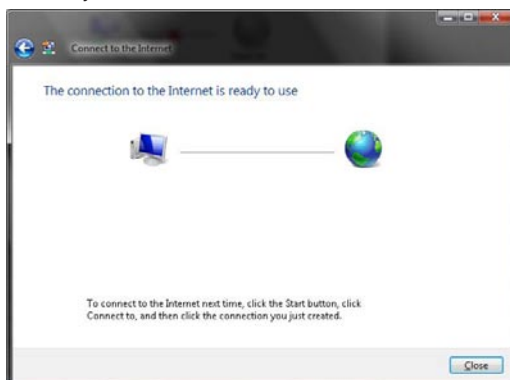 Connect to the Internet
The connection to the Internet is ready to use
To connect to the Internet next time, click the Start button, click
Connect to, and then click the connection you just created.
Close